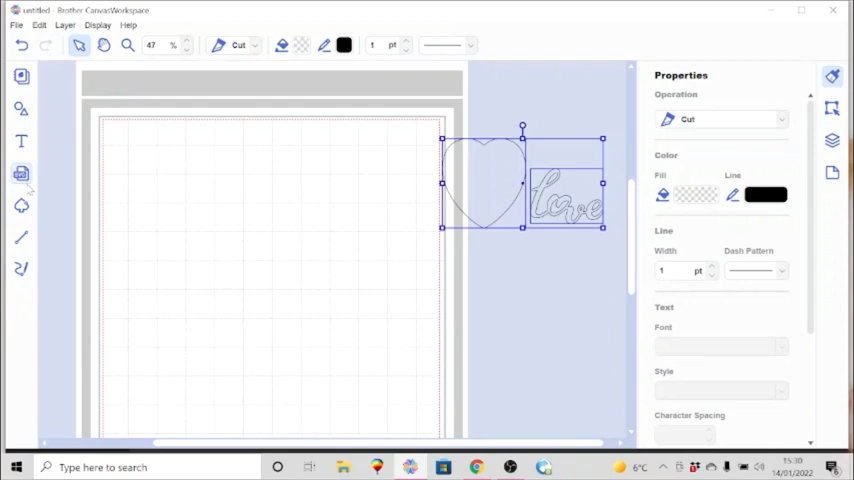 untitled - Brother CanvasWorkspace
File Edit Layer Display Help
47 %
Cut
1 pt
Properties
Operation
Cut
Color
Fill Line
Line
Width Dash Pattern
1 pt
Text
Font
Style
Character Spacing
love
T
Type here to search
6°C
15:30
14/01/2022